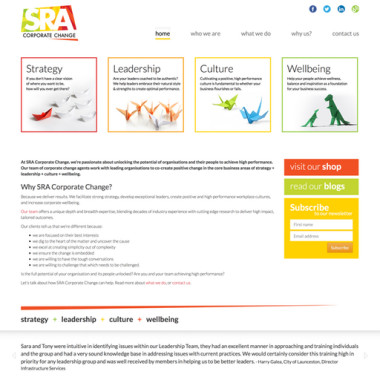 SRA
CORPORATE CHANGE
home who we are what we do why us? contact us
Strategy
If you don't have a clear vision
of where you want to be,
how will you ever get there?
Leadership
Are your leaders coached to be authentic?
We help leaders embrace their natural style
& strengths to create optimal performance.
Culture
Cultivating a positive, high performance
culture is fundamental to whether your
business flourishes or fails.
Wellbeing
Help your people achieve wellness,
balance and inspiration as a foundation
for your business success.
At SRA Corporate Change, we're passionate about unlocking the potential of organisations and their people to achieve high performance.
Our team of corporate change agents work with leading organisations to co-create positive change in the core business areas of strategy +
leadership + culture + wellbeing.
Why SRA Corporate Change?
Because we deliver results. We facilitate strong strategy, develop exceptional leaders, create positive and high performance workplace cultures,
and increase corporate wellbeing.
Our team offers a unique depth and breadth expertise, blending decades of industry experience with cutting edge research to deliver high impact,
tailored outcomes.
Our clients tell us that we're different because:
we are focused on their best interests
we dig to the heart of the matter and uncover the cause
we excel at creating simplicity out of complexity
we ensure the change is embedded
we are willing to have the tough conversations
we are willing to challenge that which needs to be challenged.
Is the full potential of your organisation and its people unlocked? Are you and your team achieving high performance?
Let's talk about how SRA Corporate Change can help. Read more about what we do or contact us.
visit our shop
read our blogs
Subscribe
to our newsletter
First name
Email address
Subscribe
strategy + leadership + culture + wellbeing
Sara and Tony were intuitive in identifying issues within our Leadership Team, they had an excellent manner in approaching and training individuals
and the group and had a very sound knowledge base in addressing issues with current practices. We would certainly consider this training high in
priority for any leadership group and was well received by members in helping us to be better leaders. - Harry Galea, City of Launceston, Director
Infrastructure Services